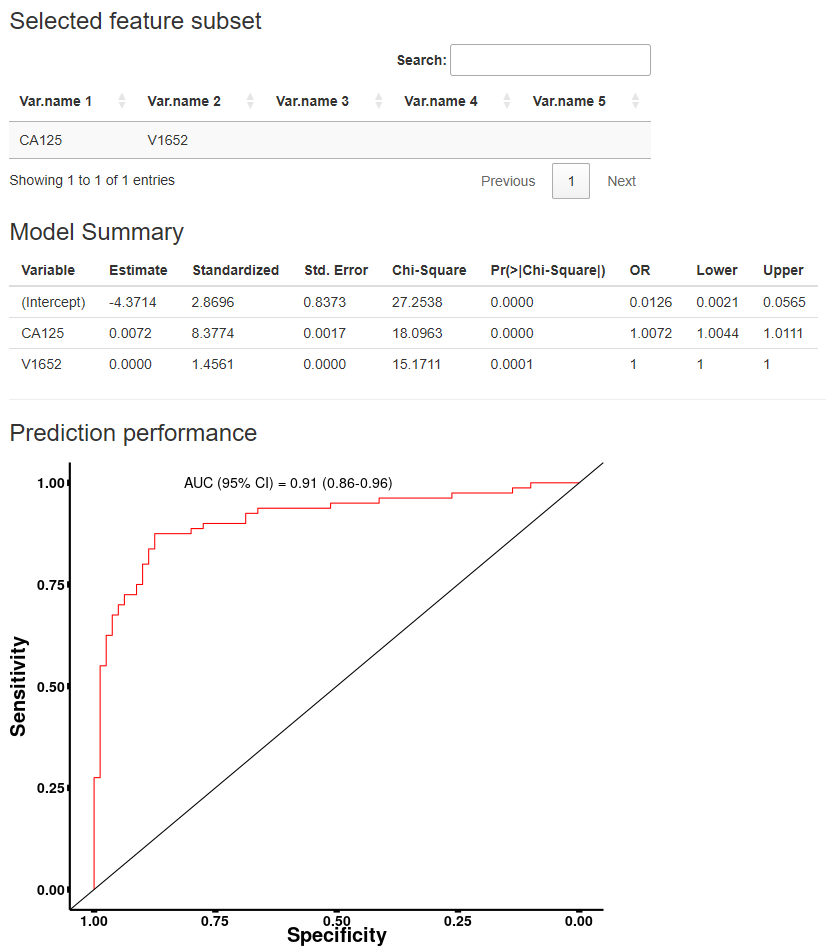 Selected feature subset
Search:
Var.name 1 Var.name 2 Var.name 3 Var.name 4 Var.name 5
CA125 V1652
Showing 1 to 1 of 1 entries Previous 1 Next
Model Summary
Variable Estimate Standardized Std. Error Chi-Square Pr(>|Chi-Square|) OR Lower Upper
(Intercept) -4.3714 2.8696 0.8373 27.2538 0.0000 0.0126 0.0021 0.0565
CA125 0.0072 8.3774 0.0017 18.0963 0.0000 1.0072 1.0044 1.0111
V1652 0.0000 1.4561 0.0000 15.1711 0.0001 1 1 1
Prediction performance
AUC (95% CI) = 0.91 (0.86-0.96)
1.00
0.75
0.50
0.25
0.00
Sensitivity
1.00 0.75 0.50 0.25 0.00
Specificity